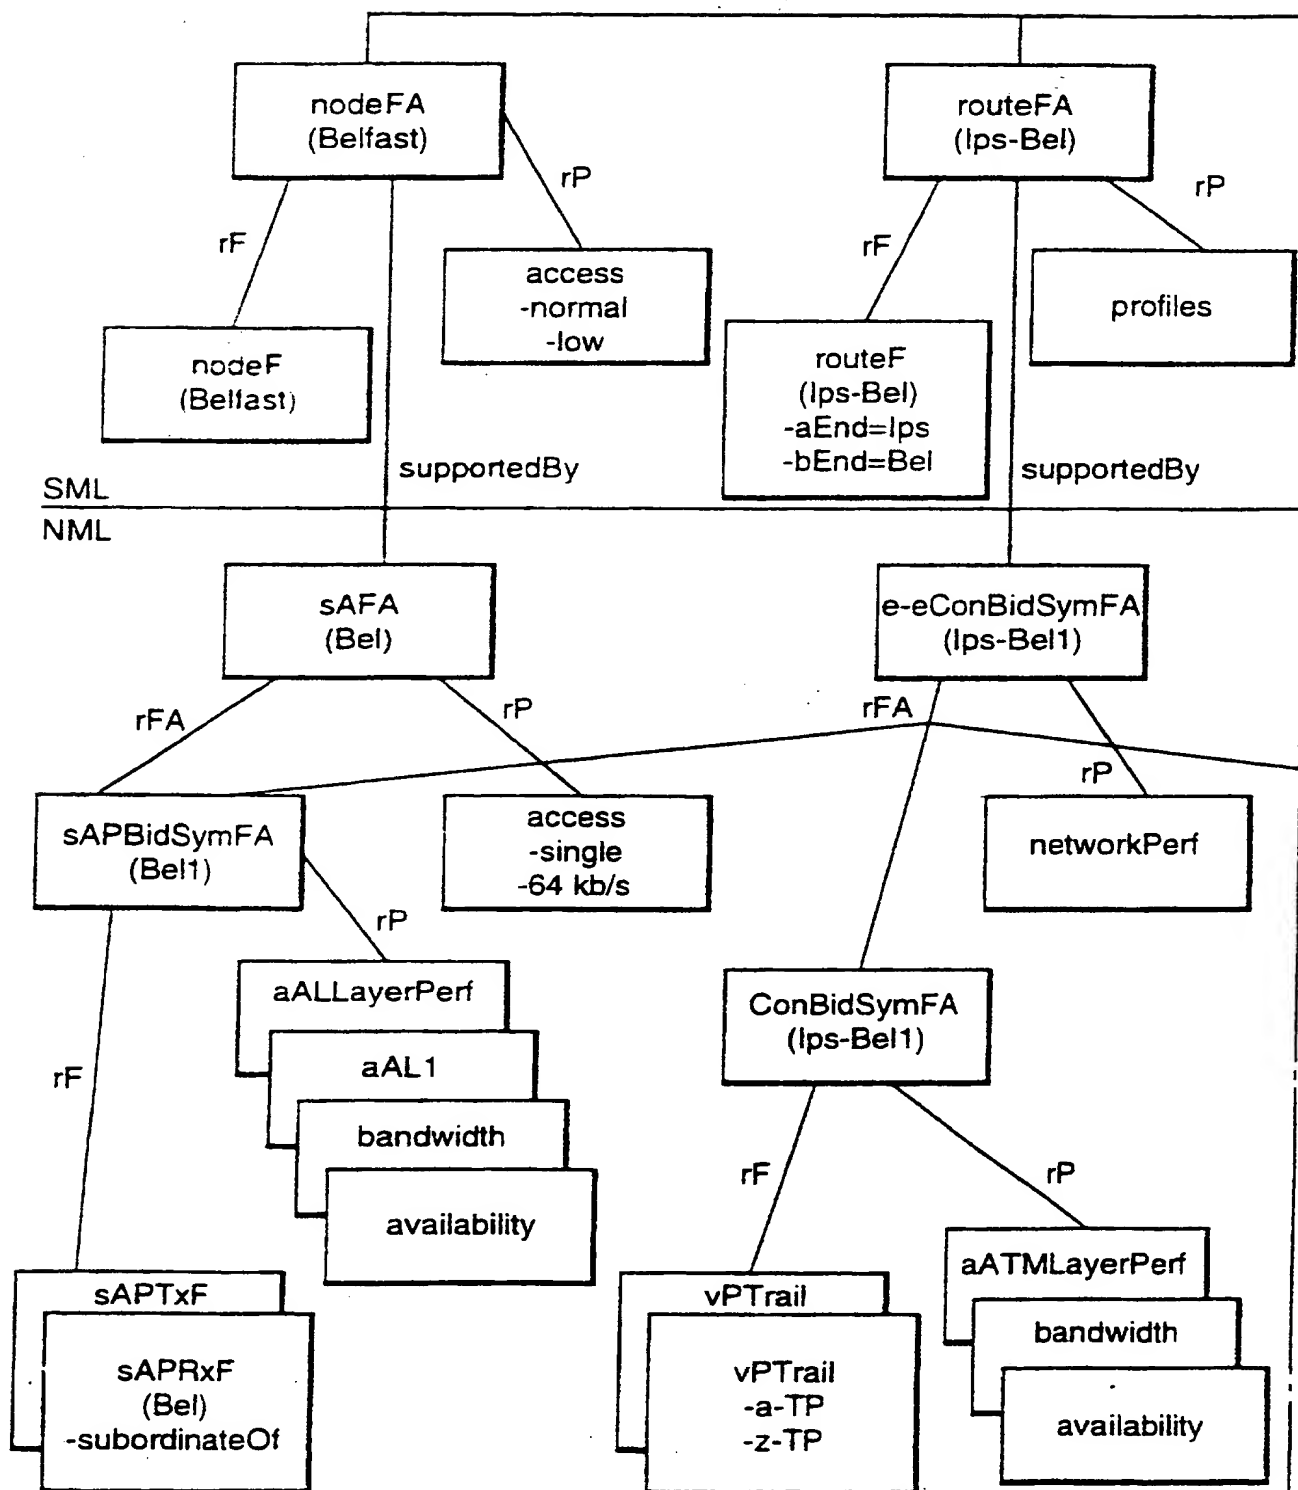 nodeFA
(Belfast)
routeFA
(Ips-Bel)
rP
rP
rF
rF
access
-normal
-low
profiles
nodeF
(Belfast)
routeF
(Ips-Bel)
-aEnd=Ips
-bEnd=Bel
supportedBy
supportedBy
SML
NML
sAFA
(Bel)
e-eConBidSymFA
(Ips-Bel1)
rFA
rP
rFA
rP
sAPBidSymFA
(Bel1)
access
-single
-64 kb/s
networkPerf
rP
aALLayerPerf
aAL1
bandwidth
availability
ConBidSymFA
(Ips-Bel1)
rF
rF
rP
sAPTxF
sAPRxF
(Bel)
-subordinateOf
vPTrail
vPTrail
-a-TP
-z-TP
aATMLayerPerf
bandwidth
availability